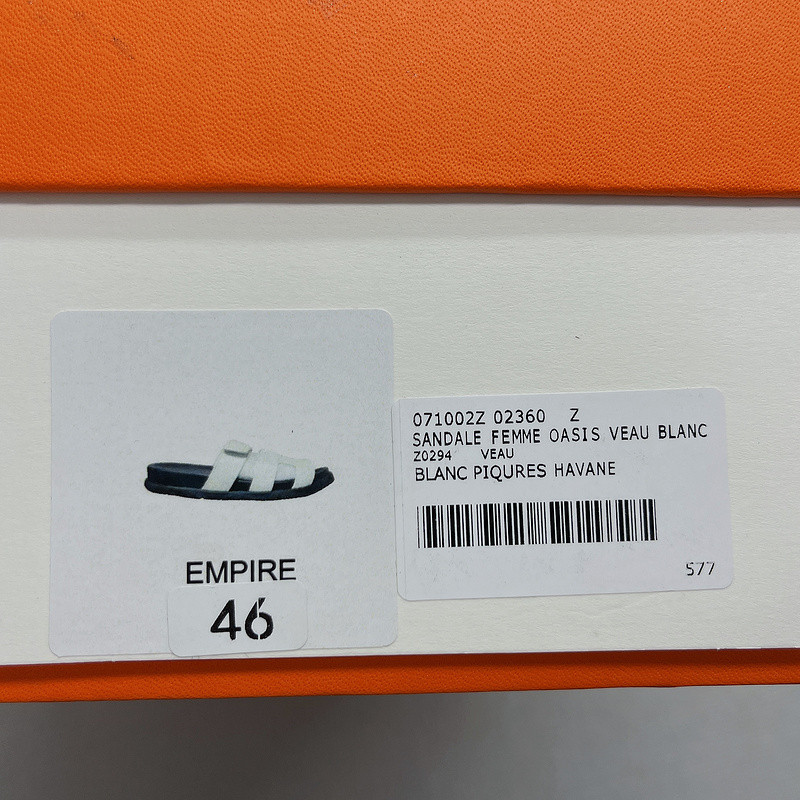 EMPIRE
46
071002Z 02360 Z
SANDALE FEMME OASIS VEAU BLANC
Z0294 VEAU
BLANC PIQURES HAVANE
577